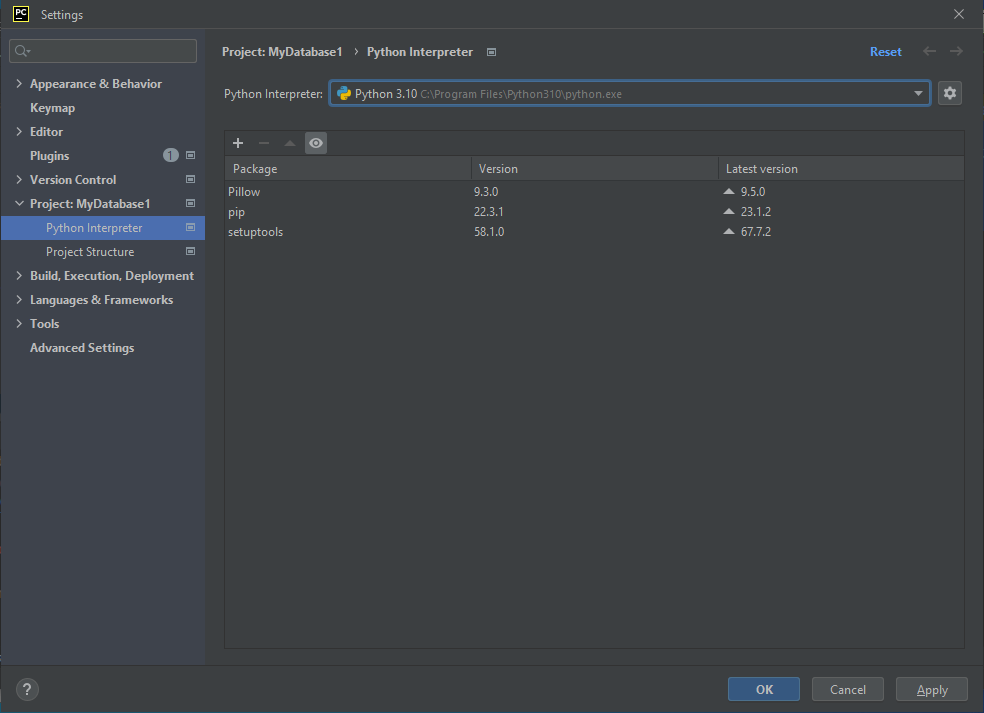 PC Settings
Project: MyDatabase1 › Python Interpreter Reset
Appearance & Behavior
Keymap
Editor
Plugins 1
Version Control
Project: MyDatabase1
Python Interpreter
Project Structure
Build, Execution, Deployment
Languages & Frameworks
Tools
Advanced Settings
Python Interpreter: Python 3.10 C:\Program Files\Python310\python.exe
Package Version Latest version
Pillow 9.3.0 9.5.0
pip 22.3.1 23.1.2
setuptools 58.1.0 67.7.2
? OK Cancel Apply